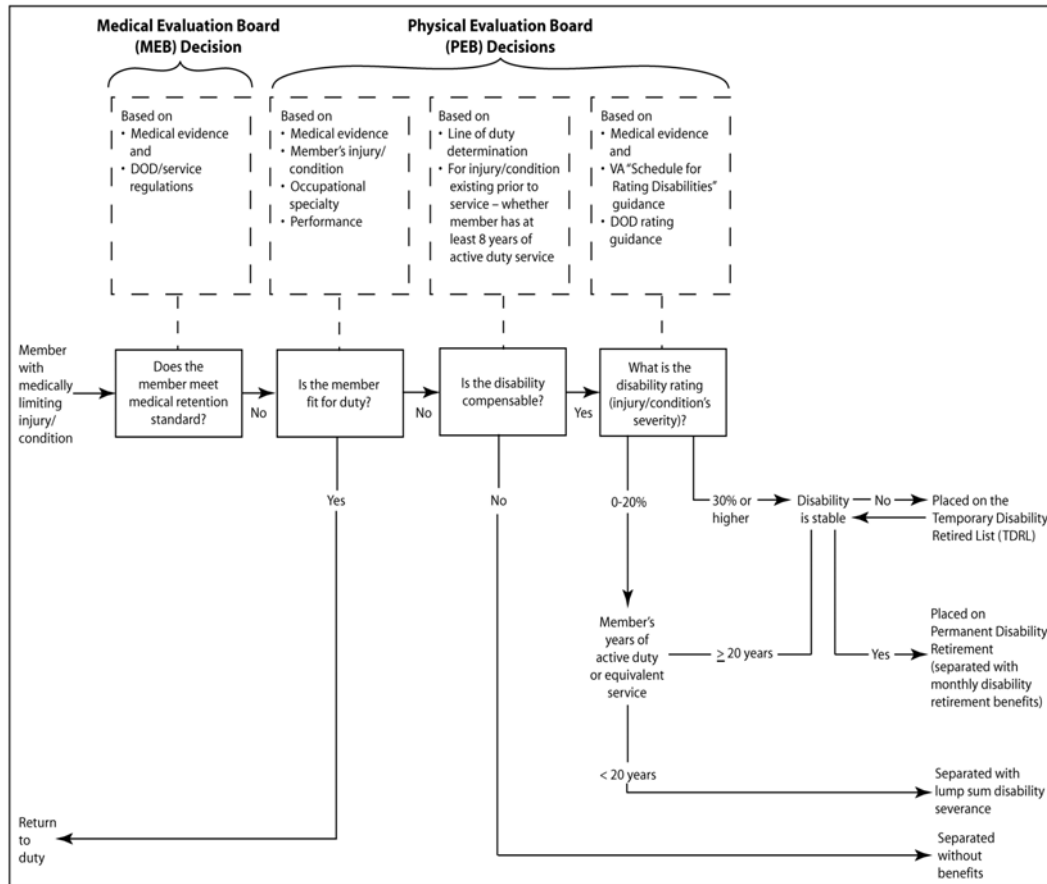 Medical Evaluation Board
(MEB) Decision
Physical Evaluation Board
(PEB) Decisions
Based on
• Medical evidence
and
• DOD/service
regulations
Based on
• Medical evidence
• Member's injury/
condition
• Occupational
specialty
• Performance
Based on
• Line of duty
determination
• For injury/condition
existing prior to
service – whether
member has at
least 8 years of
active duty service
Based on
• Medical evidence
and
• VA "Schedule for
Rating Disabilities"
guidance
• DOD rating
guidance
Member
with
medically
limiting
injury/
condition
Does the
member meet
medical retention
standard?
No
Is the member
fit for duty?
No
Is the disability
compensable?
Yes
What is the
disability rating
(injury/condition's
severity)?
Yes
No
0-20%
30% or
higher
Disability
is stable
No
Placed on the
Temporary Disability
Retired List (TDRL)
Member's
years of
active duty
or equivalent
service
≥ 20 years
Yes
Placed on
Permanent Disability
Retirement
(separated with
monthly disability
retirement benefits)
< 20 years
Separated with
lump sum disability
severance
Return
to
duty
Separated
without
benefits